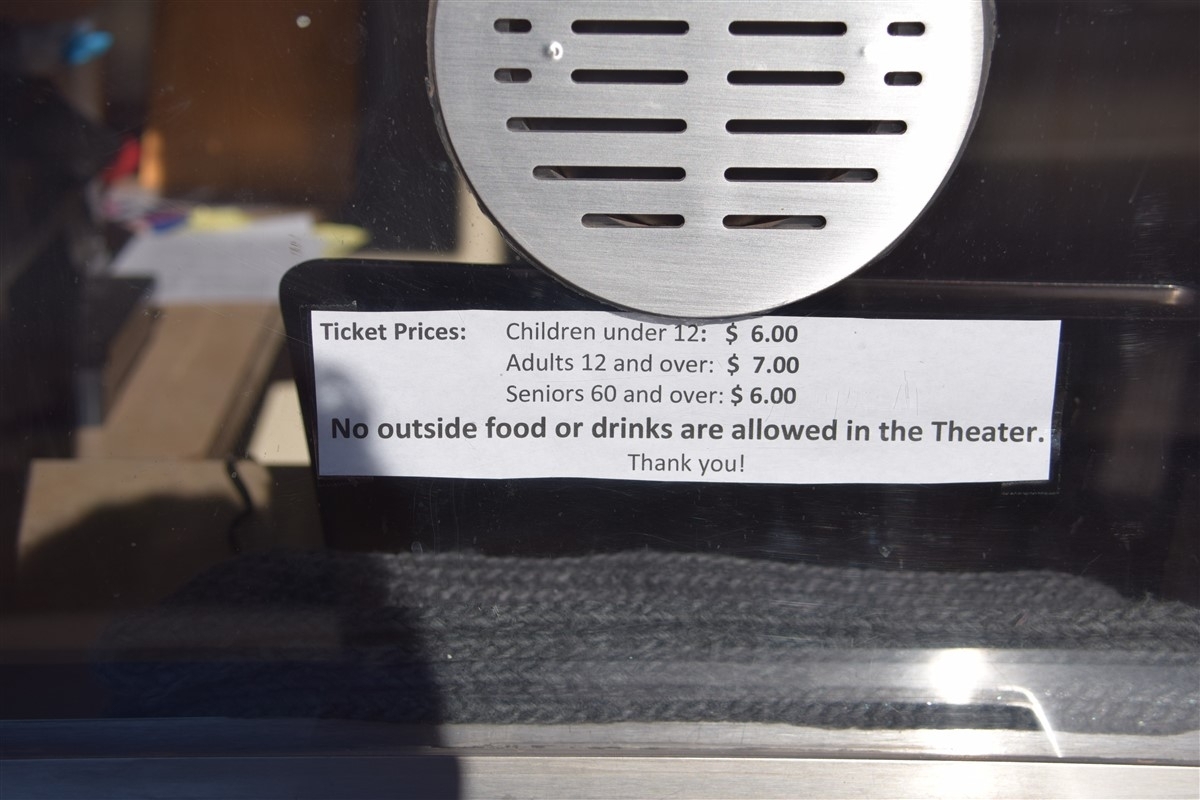 Ticket Prices: Children under 12: $ 6.00
Adults 12 and over: $ 7.00
Seniors 60 and over: $ 6.00
No outside food or drinks are allowed in the Theater.
Thank you!